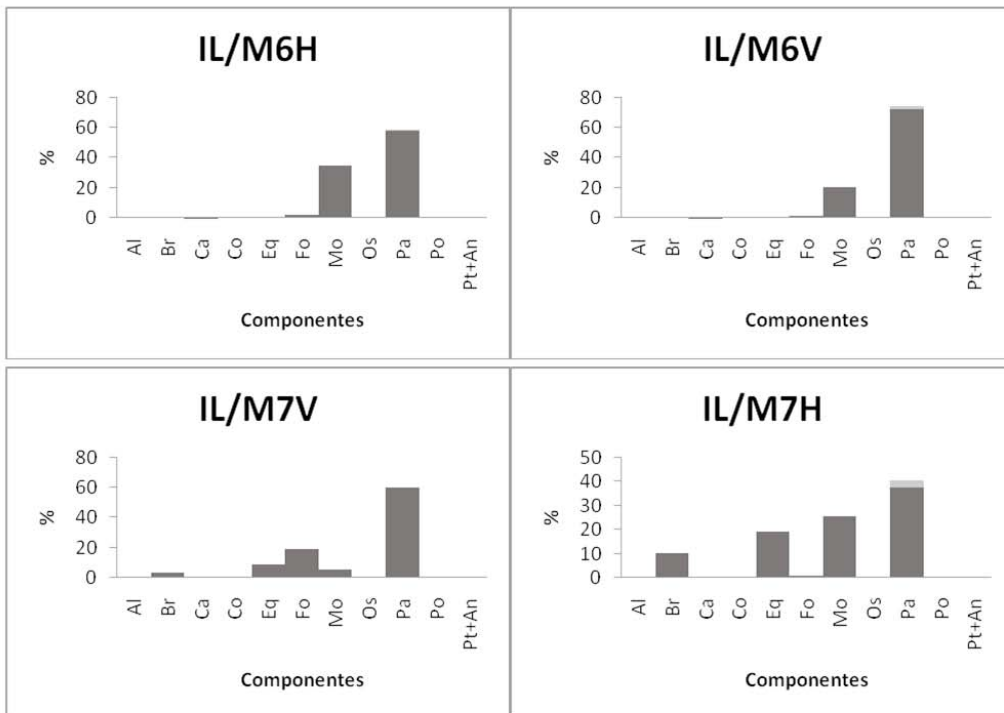 IL/M6H
80
60
40
20
0
%
Al Br Ca Co Eq Fo Mo Os Pa Po Pt+An
Componentes
IL/M6V
80
60
40
20
0
%
Al Br Ca Co Eq Fo Mo Os Pa Po Pt+An
Componentes
IL/M7V
80
60
40
20
0
%
Al Br Ca Co Eq Fo Mo Os Pa Po Pt+An
Componentes
IL/M7H
50
40
30
20
10
0
%
Al Br Ca Co Eq Fo Mo Os Pa Po Pt+An
Componentes